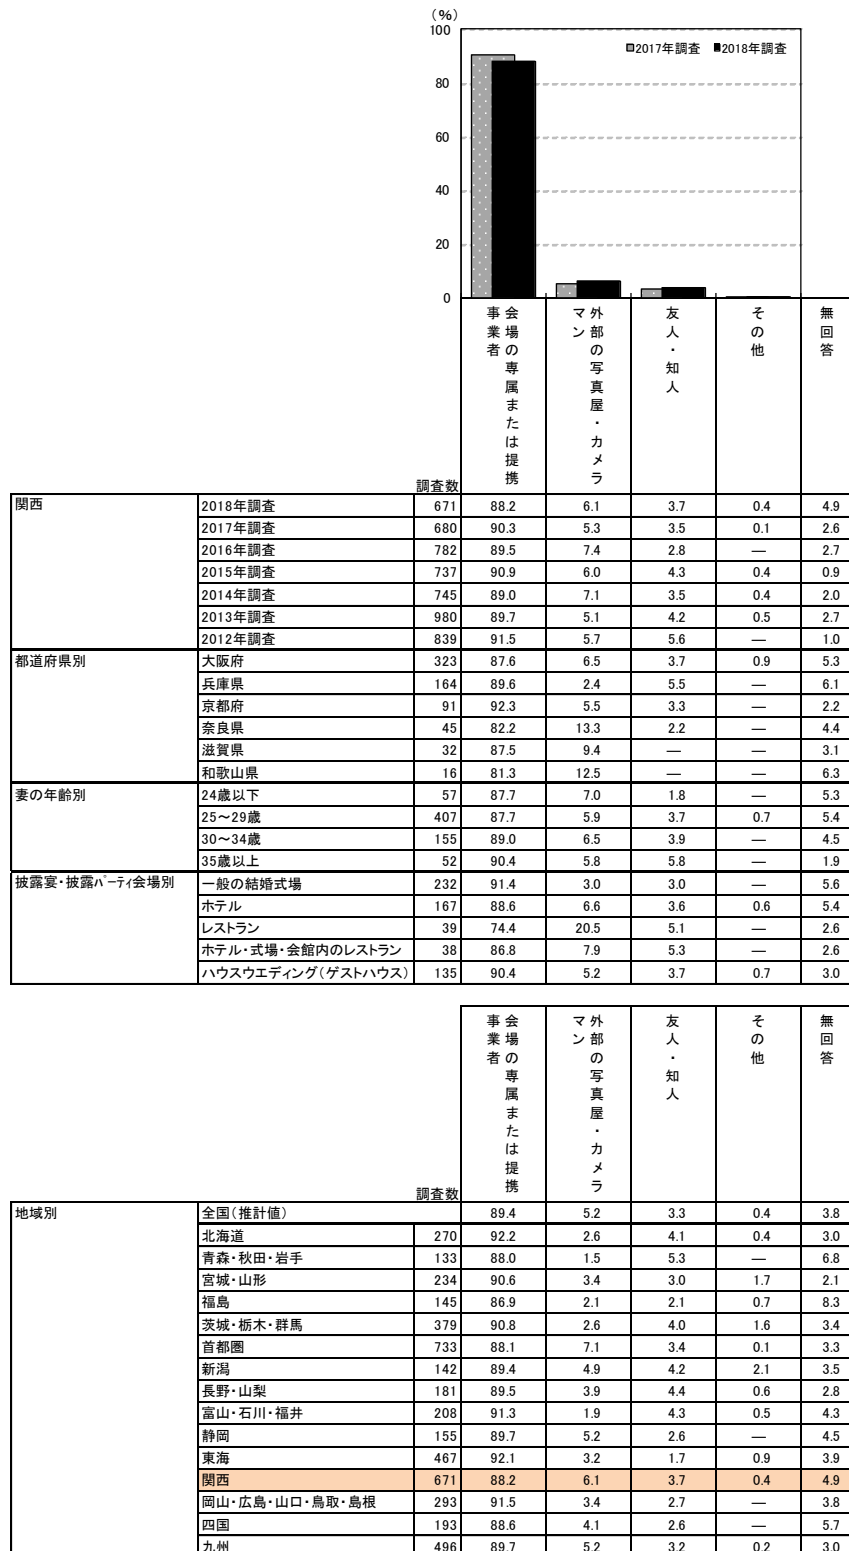 (%)
100
80
60
40
20
0
2017年調査 2018年調査
会場の専属または提携事業者
外部の写真屋・カメラマン
友人・知人
その他
無回答
調査数
関西 2018年調査 671 88.2 6.1 3.7 0.4 4.9
2017年調査 680 90.3 5.3 3.5 0.1 2.6
2016年調査 782 89.5 7.4 2.8 — 2.7
2015年調査 737 90.9 6.0 4.3 0.4 0.9
2014年調査 745 89.0 7.1 3.5 0.4 2.0
2013年調査 980 89.7 5.1 4.2 0.5 2.7
2012年調査 839 91.5 5.7 5.6 — 1.0
都道府県別 大阪府 323 87.6 6.5 3.7 0.9 5.3
兵庫県 164 89.6 2.4 5.5 — 6.1
京都府 91 92.3 5.5 3.3 — 2.2
奈良県 45 82.2 13.3 2.2 — 4.4
滋賀県 32 87.5 9.4 — — 3.1
和歌山県 16 81.3 12.5 — — 6.3
妻の年齢別 24歳以下 57 87.7 7.0 1.8 — 5.3
25～29歳 407 87.7 5.9 3.7 0.7 5.4
30～34歳 155 89.0 6.5 3.9 — 4.5
35歳以上 52 90.4 5.8 5.8 — 1.9
披露宴・披露ﾊﾟｰﾃｨ会場別 一般の結婚式場 232 91.4 3.0 3.0 — 5.6
ホテル 167 88.6 6.6 3.6 0.6 5.4
レストラン 39 74.4 20.5 5.1 — 2.6
ホテル・式場・会館内のレストラン 38 86.8 7.9 5.3 — 2.6
ハウスウエディング(ゲストハウス) 135 90.4 5.2 3.7 0.7 3.0
会場の専属または提携事業者
外部の写真屋・カメラマン
友人・知人
その他
無回答
調査数
地域別 全国(推計値) 89.4 5.2 3.3 0.4 3.8
北海道 270 92.2 2.6 4.1 0.4 3.0
青森・秋田・岩手 133 88.0 1.5 5.3 — 6.8
宮城・山形 234 90.6 3.4 3.0 1.7 2.1
福島 145 86.9 2.1 2.1 0.7 8.3
茨城・栃木・群馬 379 90.8 2.6 4.0 1.6 3.4
首都圏 733 88.1 7.1 3.4 0.1 3.3
新潟 142 89.4 4.9 4.2 2.1 3.5
長野・山梨 181 89.5 3.9 4.4 0.6 2.8
富山・石川・福井 208 91.3 1.9 4.3 0.5 4.3
静岡 155 89.7 5.2 2.6 — 4.5
東海 467 92.1 3.2 1.7 0.9 3.9
関西 671 88.2 6.1 3.7 0.4 4.9
岡山・広島・山口・鳥取・島根 293 91.5 3.4 2.7 — 3.8
四国 193 88.6 4.1 2.6 — 5.7
九州 496 89.7 5.2 3.2 0.2 3.0